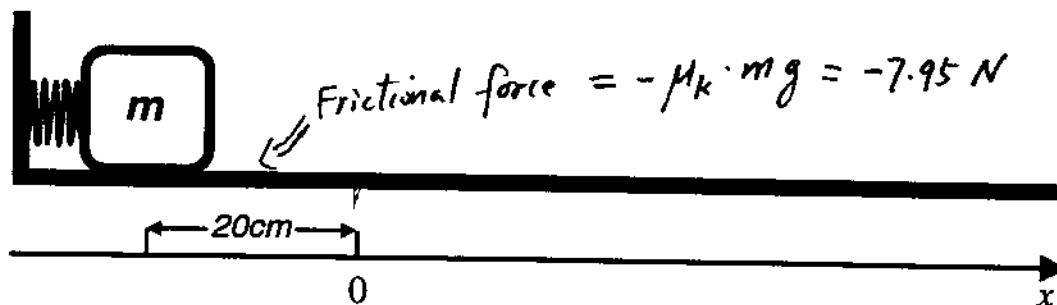 Frictional force = -μₖ · mg = -7.95 N
m
20cm
0
x